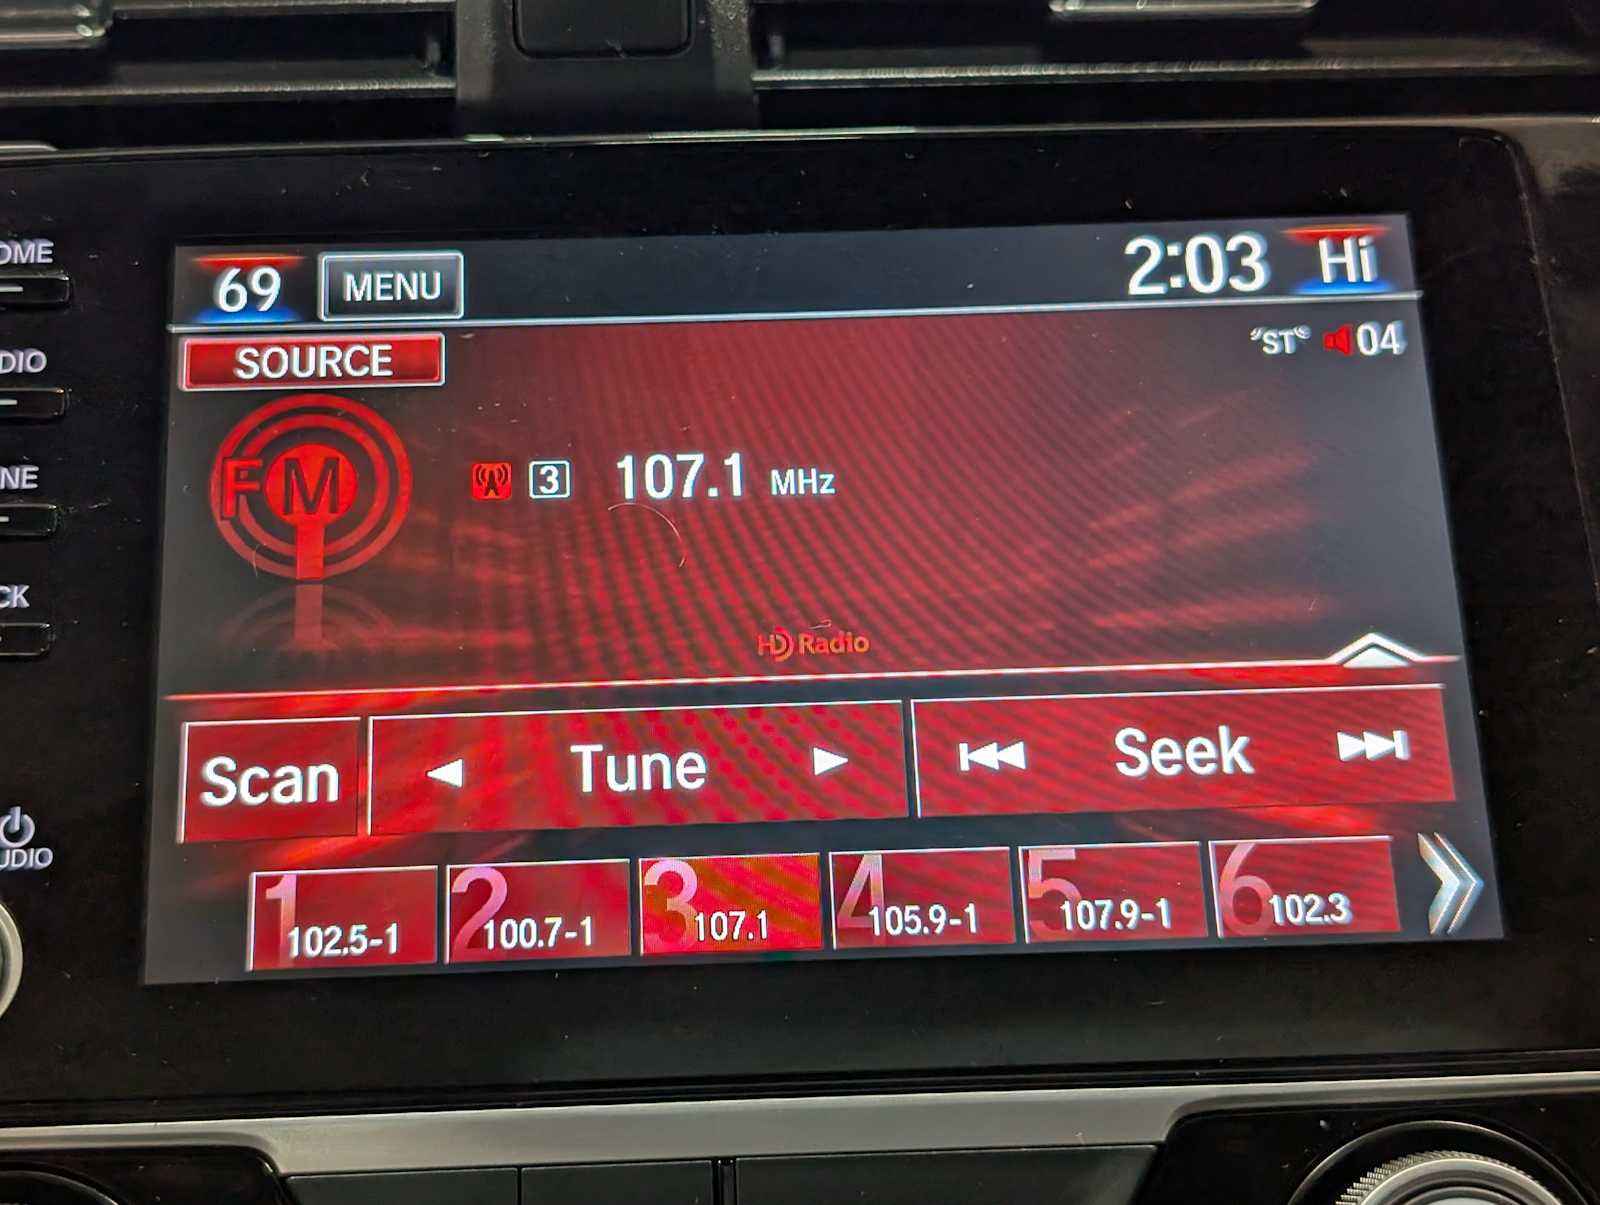 69 MENU 2:03 Hi
SOURCE ST 04
FM 3 107.1 MHz
HD Radio
Scan Tune Seek
1 102.5-1 2 100.7-1 3 107.1 4 105.9-1 5 107.9-1 6 102.3
OME
DIO
NE
CK
UDIO